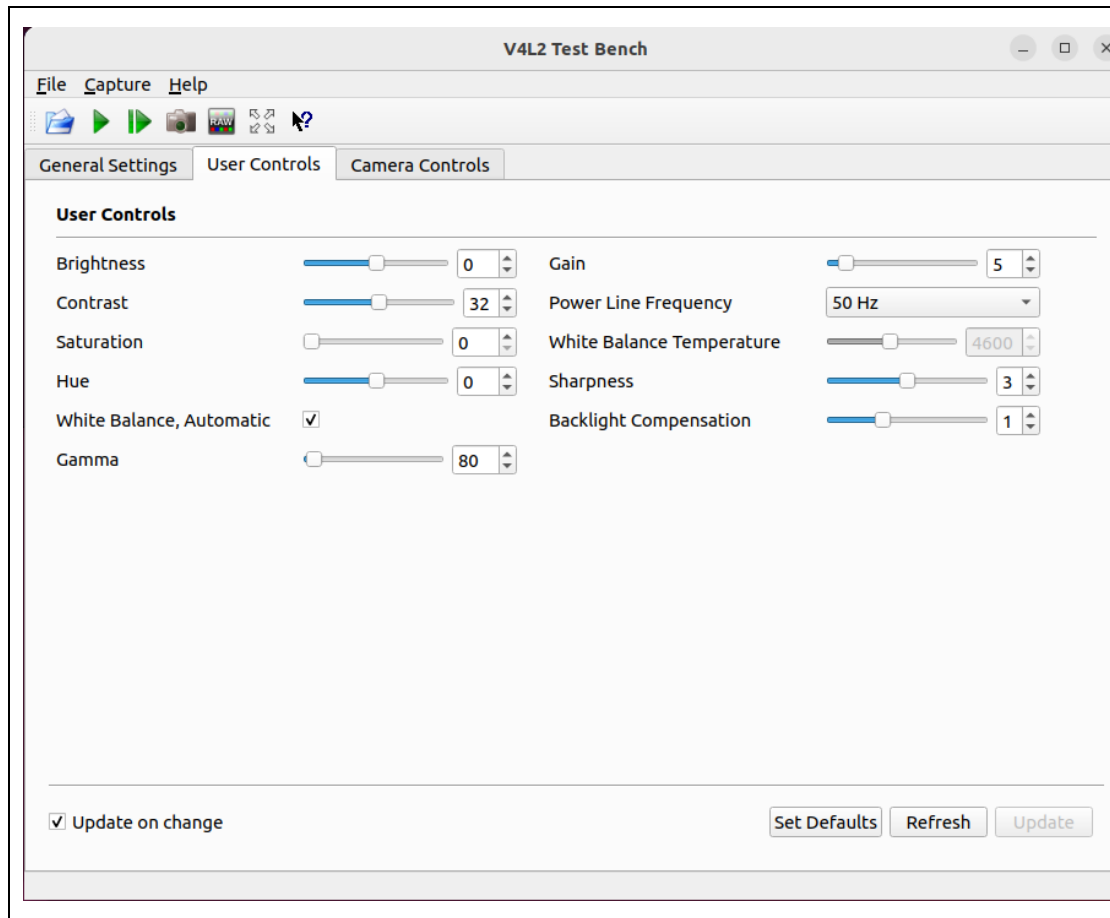 V4L2 Test Bench
File Capture Help
RAW
General Settings User Controls Camera Controls
User Controls
Brightness 0 Gain 5
Contrast 32 Power Line Frequency 50 Hz
Saturation 0 White Balance Temperature 4600
Hue 0 Sharpness 3
White Balance, Automatic Backlight Compensation 1
Gamma 80
Update on change Set Defaults Refresh Update